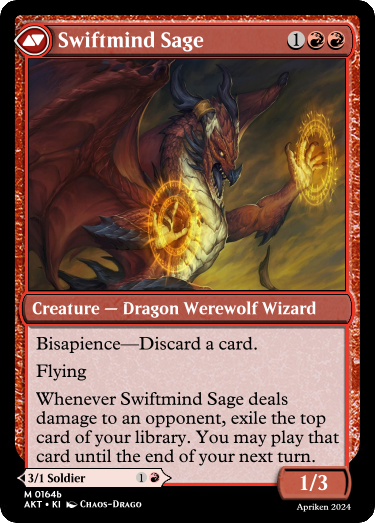 Swiftmind Sage 1
Creature — Dragon Werewolf Wizard
Bisapience—Discard a card.
Flying
Whenever Swiftmind Sage deals
damage to an opponent, exile the top
card of your library. You may play that
card until the end of your next turn.
3/1 Soldier 1
1/3
M 0164b
AKT • KI Chaos-Drago
Apriken 2024